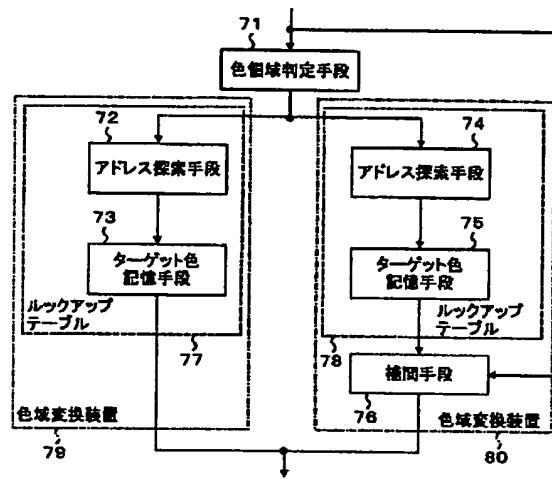 71
色領域判定手段
72
アドレス探索手段
73
ターゲット色
記憶手段
ルックアップ
テーブル
77
色域変換装置
79
74
アドレス探索手段
75
ターゲット色
記憶手段
ルックアップ
テーブル
78
補間手段
76
色域変換装置
80